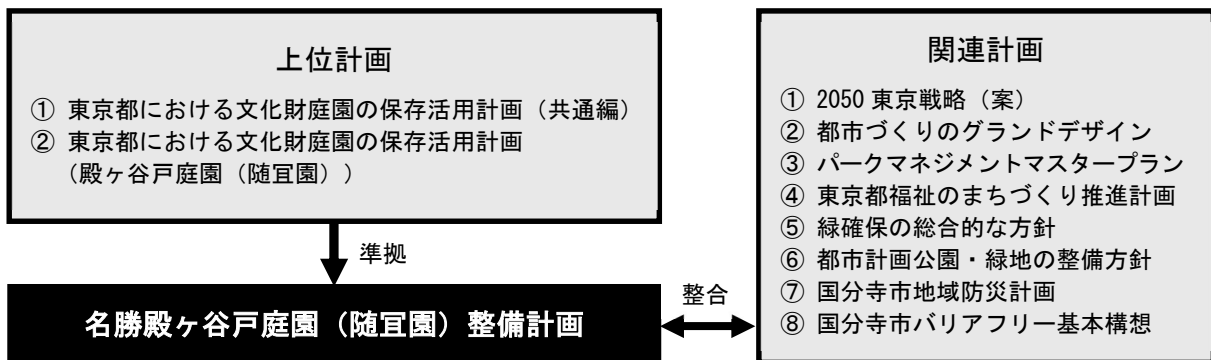 上位計画
① 東京都における文化財庭園の保存活用計画（共通編）
② 東京都における文化財庭園の保存活用計画
（殿ヶ谷戸庭園（随冝園））
準拠
名勝殿ヶ谷戸庭園（随冝園）整備計画
整合
関連計画
① 2050 東京戦略（案）
② 都市づくりのグランドデザイン
③ パークマネジメントマスタープラン
④ 東京都福祉のまちづくり推進計画
⑤ 緑確保の総合的な方針
⑥ 都市計画公園・緑地の整備方針
⑦ 国分寺市地域防災計画
⑧ 国分寺市バリアフリー基本構想